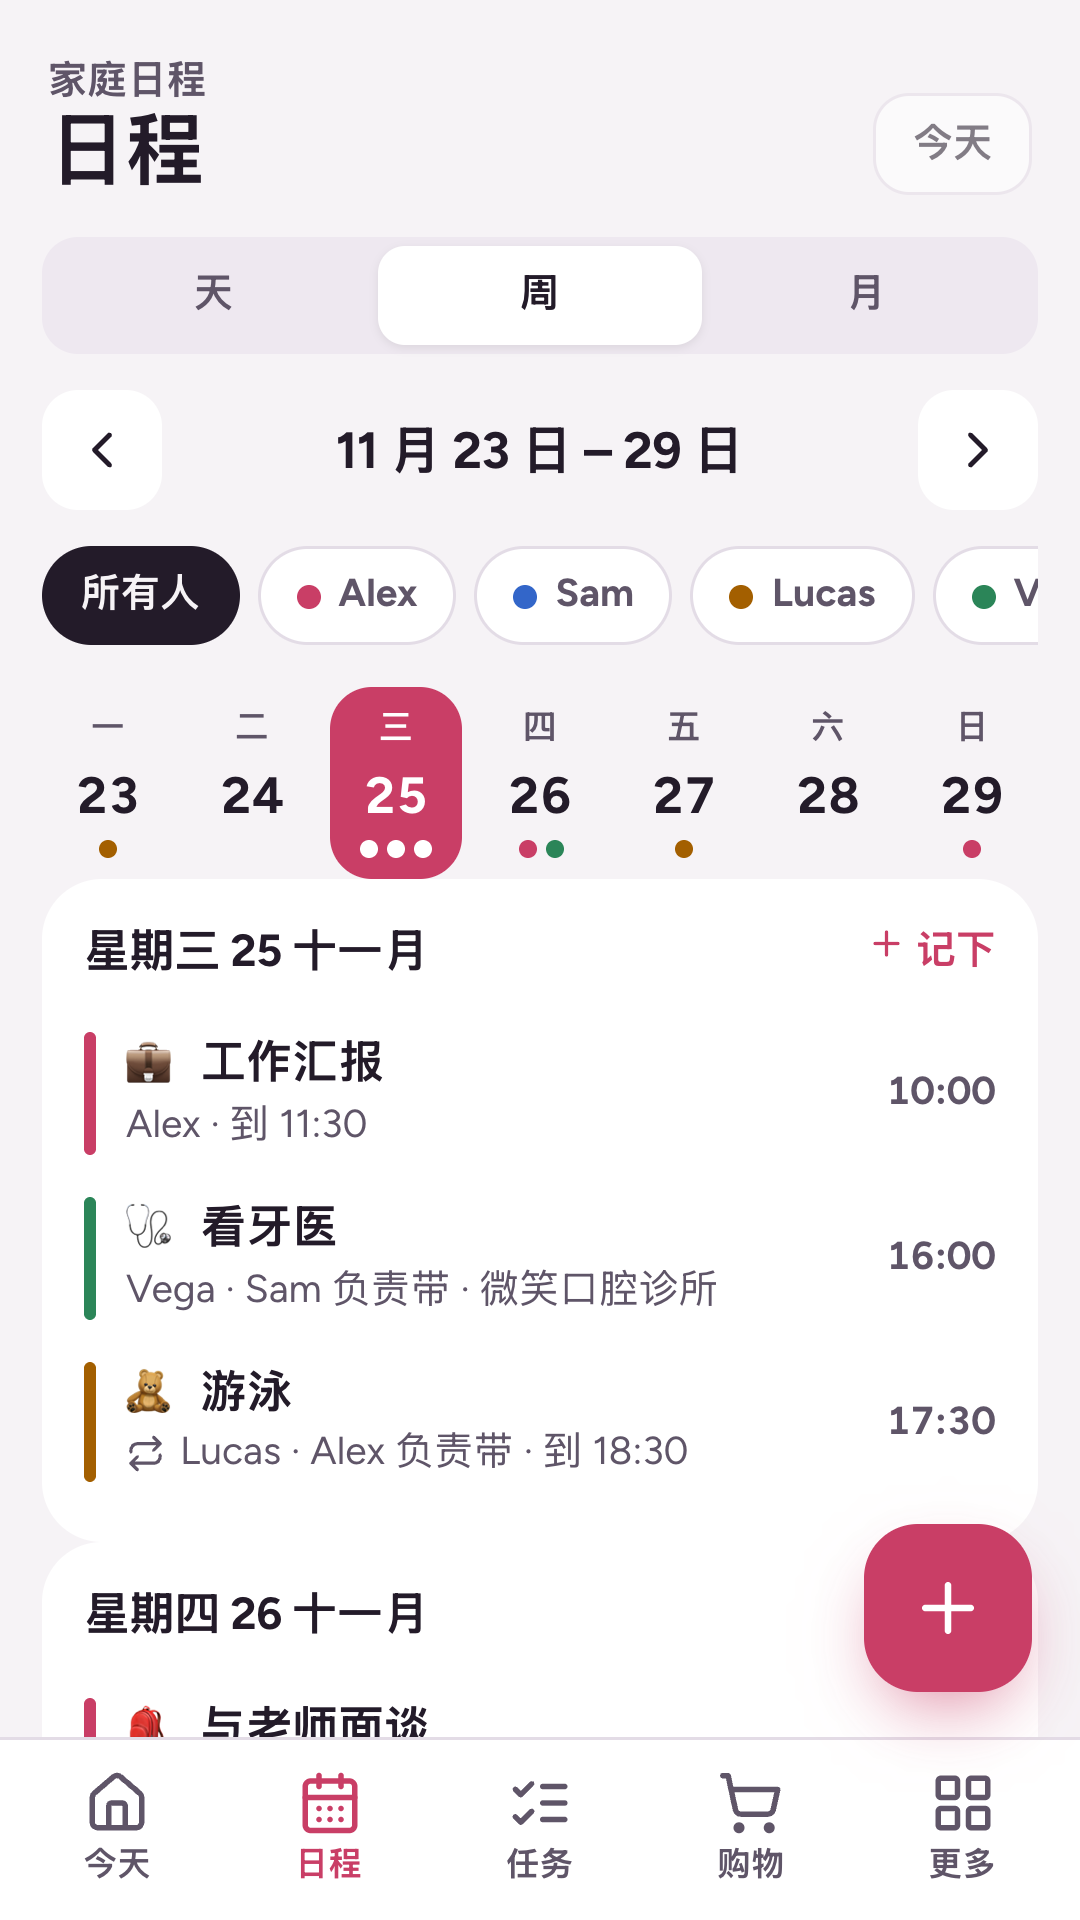 家庭日程
日程
今天
天 周 月
11 月 23 日 – 29 日
所有人 Alex Sam Lucas
一 二 三 四 五 六 日
23 24 25 26 27 28 29
星期三 25 十一月
记下
工作汇报
10:00
Alex · 到 11:30
看牙医
16:00
Vega · Sam 负责带 · 微笑口腔诊所
游泳
17:30
Lucas · Alex 负责带 · 到 18:30
星期四 26 十一月
与老师面谈
今天 日程 任务 购物 更多